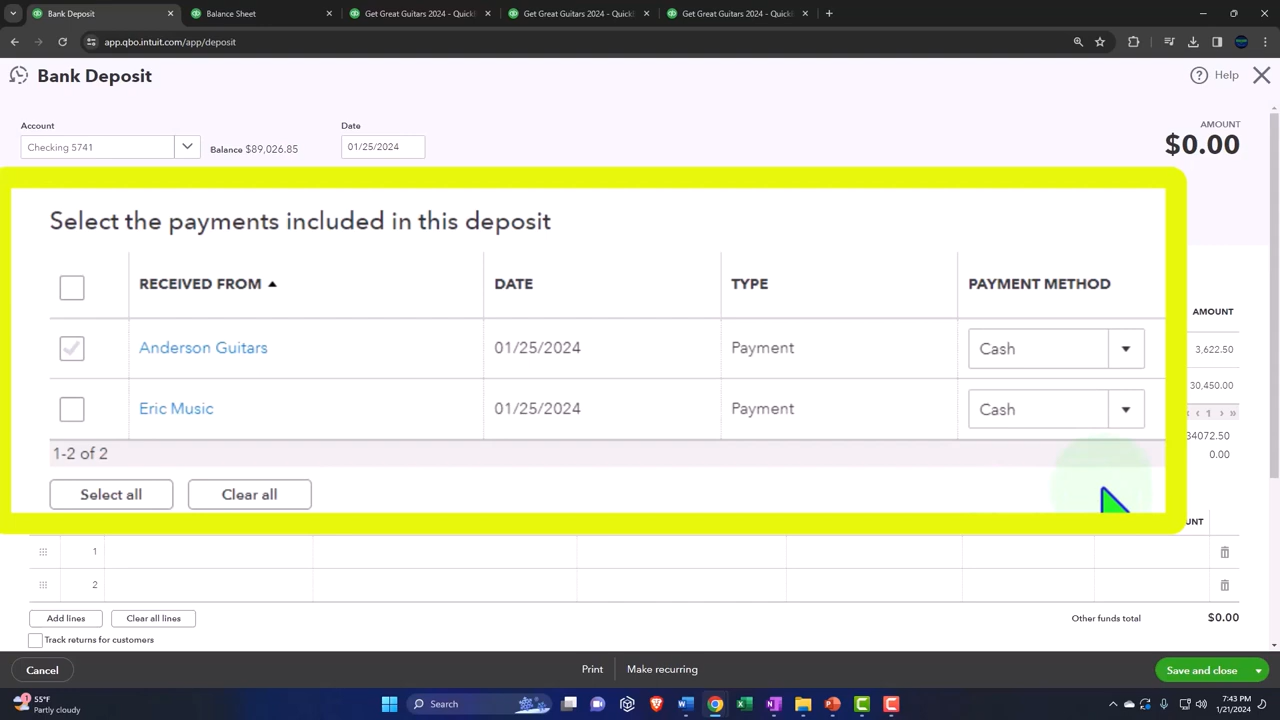 Bank Deposit
Balance Sheet
Get Great Guitars 2024 - QuickB
Get Great Guitars 2024 - QuickB
Get Great Guitars 2024 - QuickB
app.qbo.intuit.com/app/deposit
Bank Deposit
Help
Account
Date
AMOUNT
Checking 5741
Balance $89,026.85
01/25/2024
$0.00
Select the payments included in this deposit
RECEIVED FROM
DATE
TYPE
PAYMENT METHOD
AMOUNT
Anderson Guitars
01/25/2024
Payment
Cash
3,622.50
Eric Music
01/25/2024
Payment
Cash
30,450.00
1-2 of 2
‹ 1 › »
34072.50
0.00
Select all
Clear all
UNT
1
2
Add lines
Clear all lines
Other funds total
$0.00
Track returns for customers
Cancel
Print
Make recurring
Save and close
1
55°F
Partly cloudy
Search
7:43 PM
1/21/2024